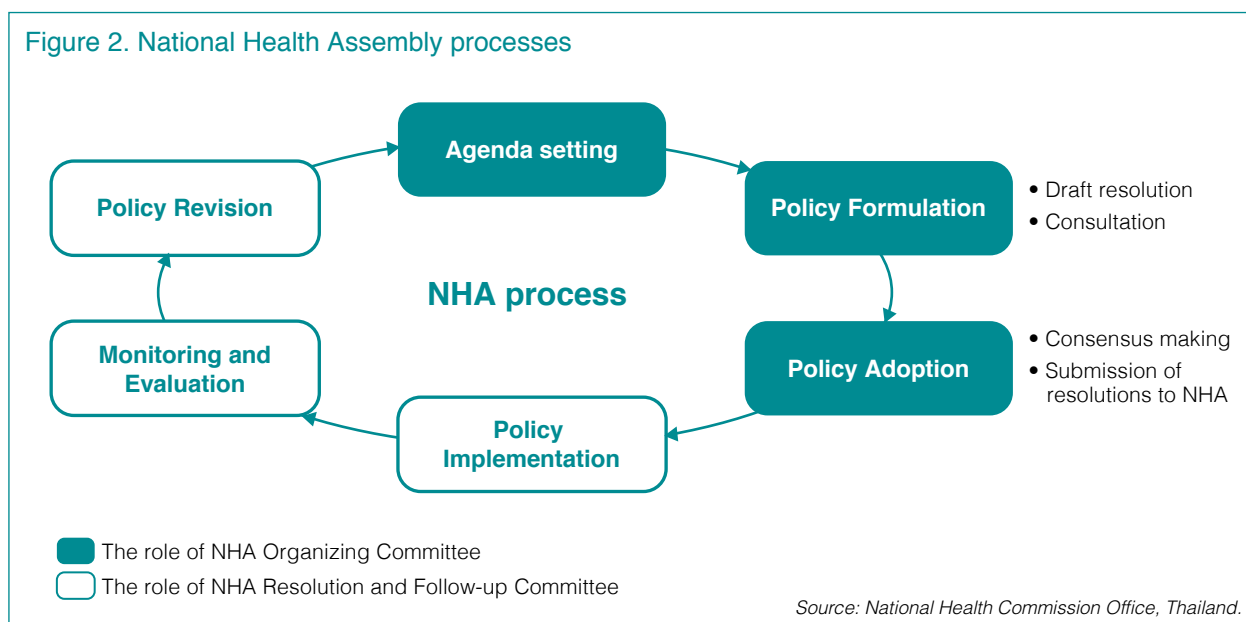 Figure 2. National Health Assembly processes
Agenda setting
Policy Formulation
• Draft resolution
• Consultation
Policy Adoption
• Consensus making
• Submission of
resolutions to NHA
Policy
Implementation
Monitoring and
Evaluation
Policy Revision
NHA process
The role of NHA Organizing Committee
The role of NHA Resolution and Follow-up Committee
Source: National Health Commission Office, Thailand.